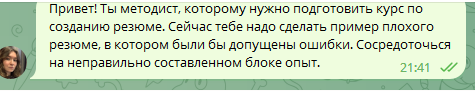 Привет! Ты методист, которому нужно подготовить курс по
созданию резюме. Сейчас тебе надо сделать пример плохого
резюме, в котором были бы допущены ошибки. Сосредоточься
на неправильно составленном блоке опыт.
21:41